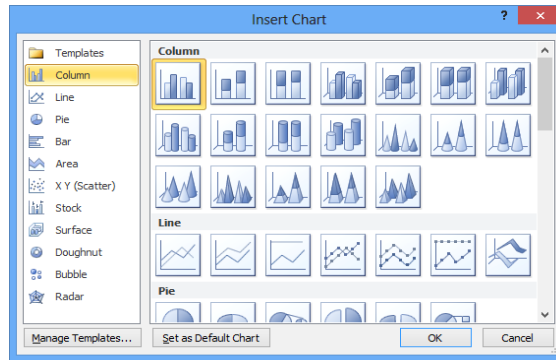 Insert Chart
?
×
Templates
Column
Line
Pie
Bar
Area
X Y (Scatter)
Stock
Surface
Doughnut
Bubble
Radar
Column
Line
Pie
Manage Templates...
Set as Default Chart
OK
Cancel